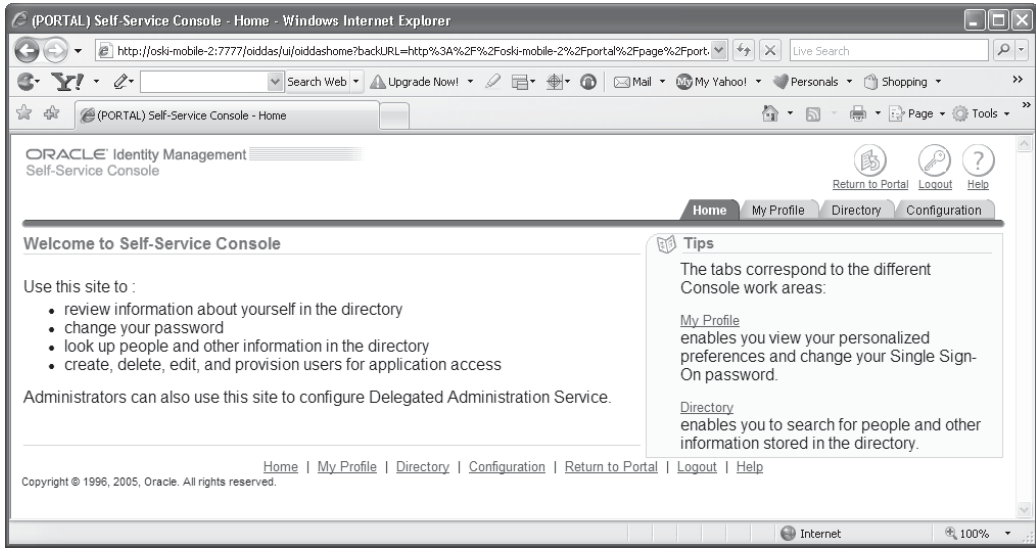 (PORTAL) Self-Service Console - Home - Windows Internet Explorer
http://oski-mobile-2:7777/oiddas/ui/oiddashome?backURL=http%3A%2F%2Foski-mobile-2%2Fportal%2Fpage%2Fport.
Live Search
Y! Search Web Upgrade Now! Mail My Yahoo! Personals Shopping »
(PORTAL) Self-Service Console - Home
Page Tools »
ORACLE Identity Management
Self-Service Console
Return to Portal Logout Help
Home My Profile Directory Configuration
Welcome to Self-Service Console
Use this site to :
• review information about yourself in the directory
• change your password
• look up people and other information in the directory
• create, delete, edit, and provision users for application access
Administrators can also use this site to configure Delegated Administration Service.
Tips
The tabs correspond to the different
Console work areas:
My Profile
enables you view your personalized
preferences and change your Single Sign-
On password.
Directory
enables you to search for people and other
information stored in the directory.
Home | My Profile | Directory | Configuration | Return to Portal | Logout | Help
Copyright © 1996, 2005, Oracle. All rights reserved.
Internet 100%